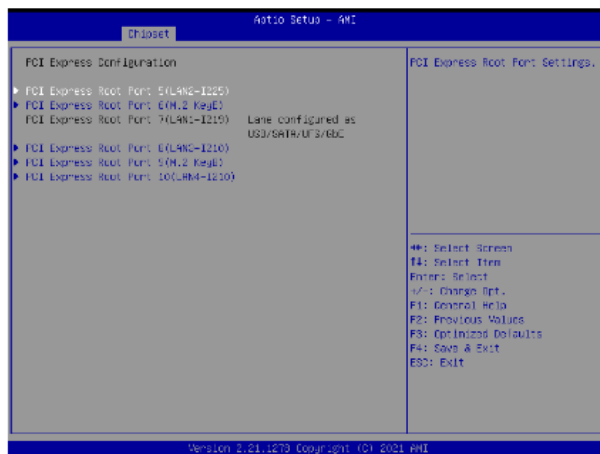 Aptio Setup - AMI
Chipset
PCI Express Configuration
PCI Express Root Port 5(LAN2-I225)
PCI Express Root Port 6(M.2 KeyE)
PCI Express Root Port 7(LAN1-I219) Lane configured as
USB/SATA/UFS/GbE
PCI Express Root Port 8(LAN3-I210)
PCI Express Root Port 9(M.2 KeyB)
PCI Express Root Port 10(LAN4-I210)
PCI Express Root Port Settings.
→←: Select Screen
↑↓: Select Item
Enter: Select
+/-: Change Opt.
F1: General Help
F2: Previous Values
F3: Optimized Defaults
F4: Save & Exit
ESC: Exit
Version 2.21.1278 Copyright (C) 2021 AMI